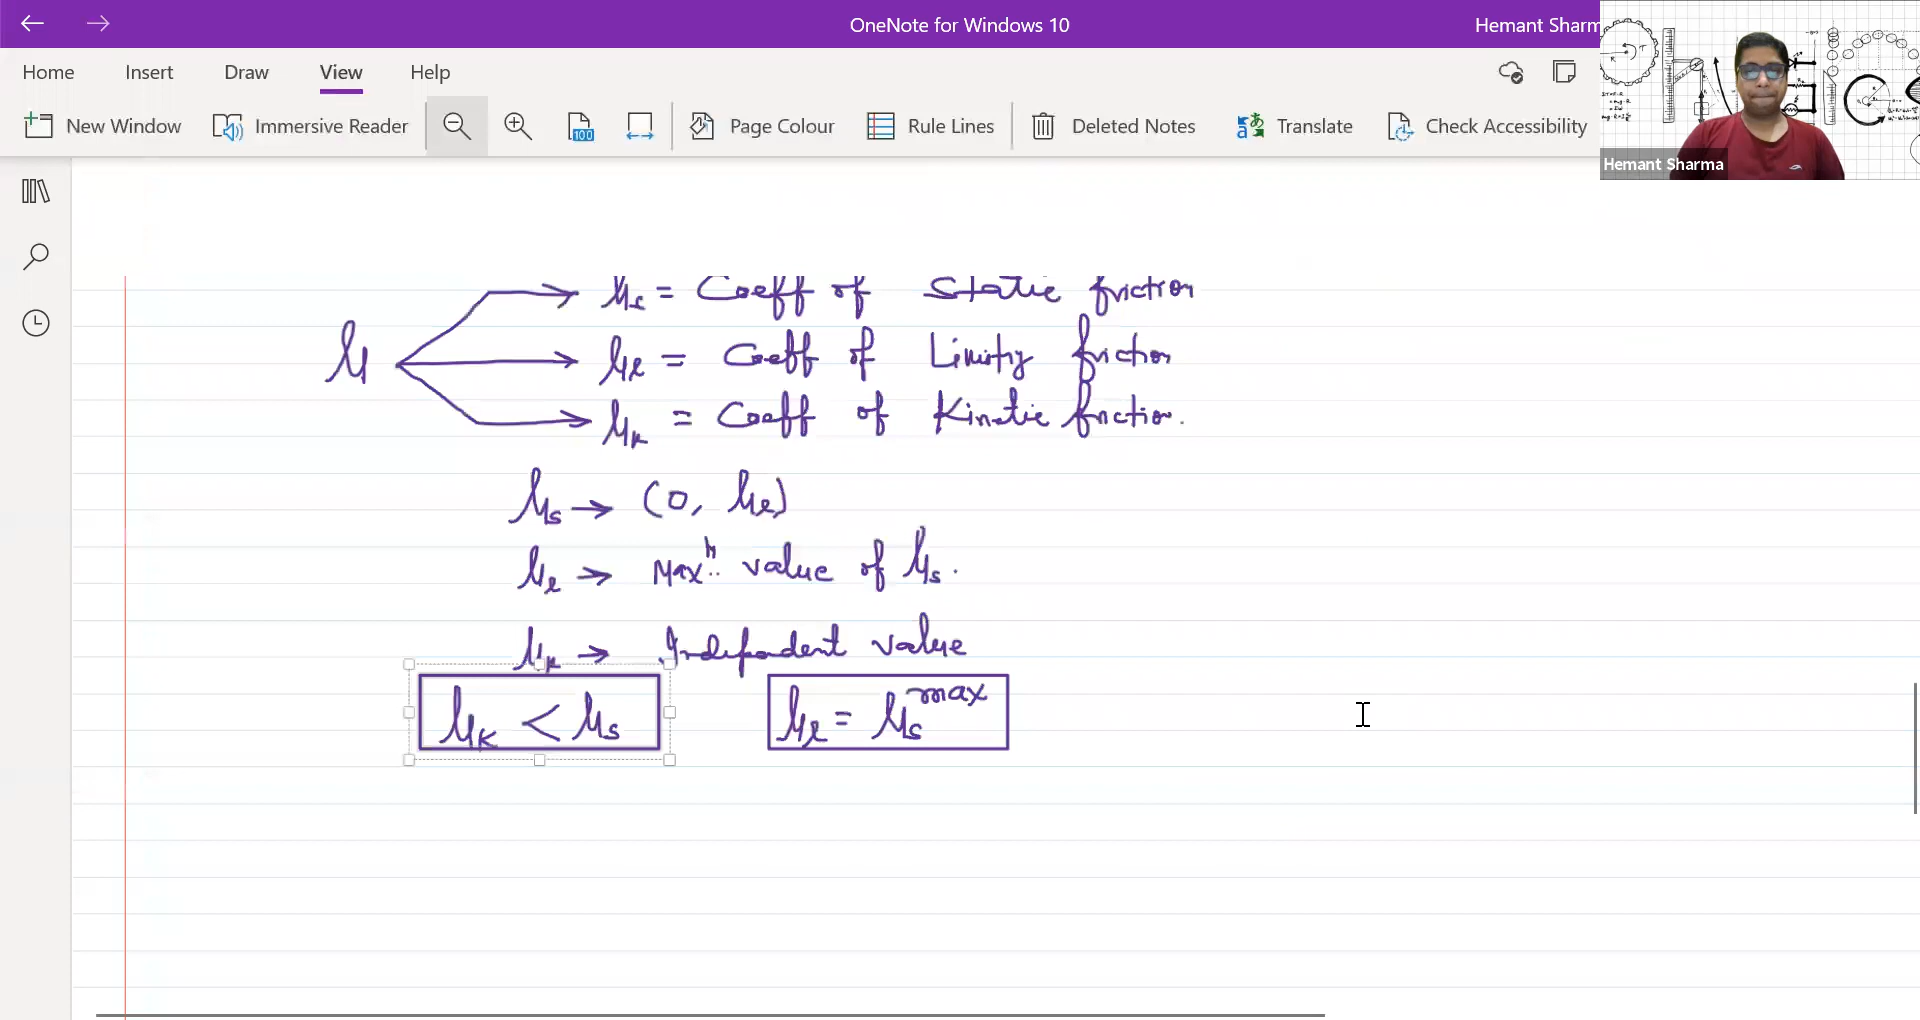 OneNote for Windows 10
Hemant Sharm
Home Insert Draw View Help
New Window Immersive Reader 100 Page Colour Rule Lines Deleted Notes Translate Check Accessibility
Hemant Sharma
μs = Coeff of Static friction
μ
μl = Coeff of Limitig friction
μk = Coeff of Kinetic friction.
μs → (0, μl)
μl → Maxm value of μs.
μk → Independent value
μk < μs
μl = μs max